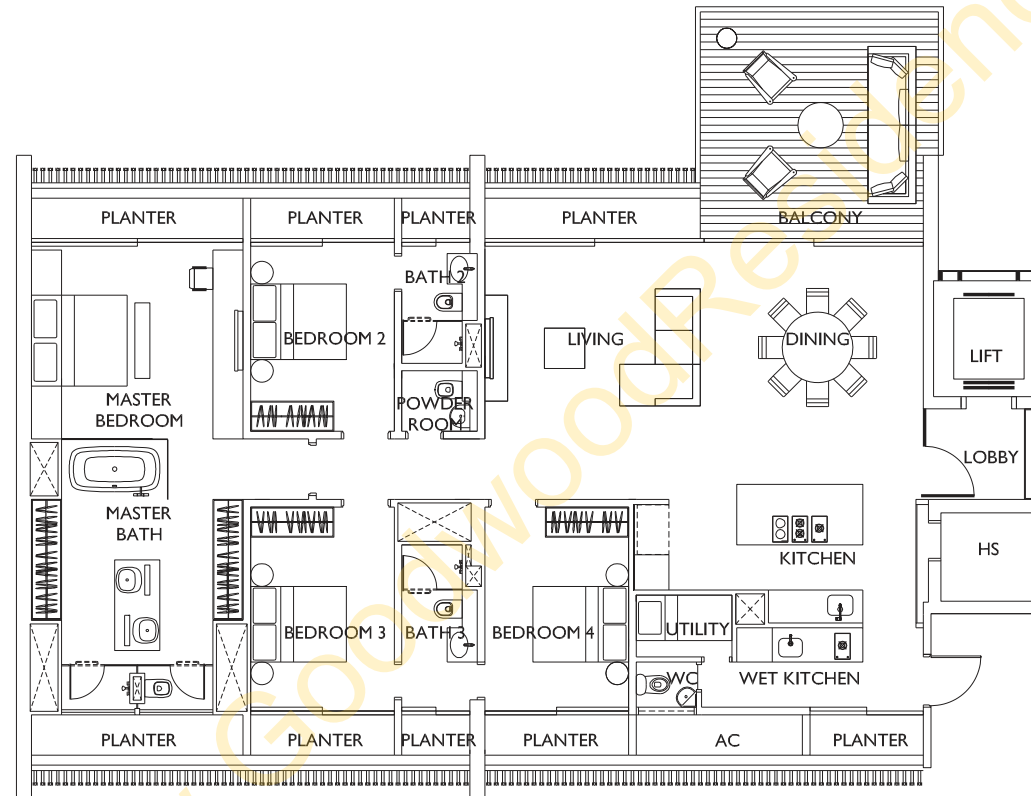 PLANTER
PLANTER
PLANTER
PLANTER
BALCONY
BATH 2
BEDROOM 2
LIVING
DINING
LIFT
MASTER
BEDROOM
POWDER
ROOM
LOBBY
MASTER
BATH
KITCHEN
HS
BEDROOM 3
BATH 3
BEDROOM 4
UTILITY
WC
WET KITCHEN
PLANTER
PLANTER
PLANTER
PLANTER
AC
PLANTER